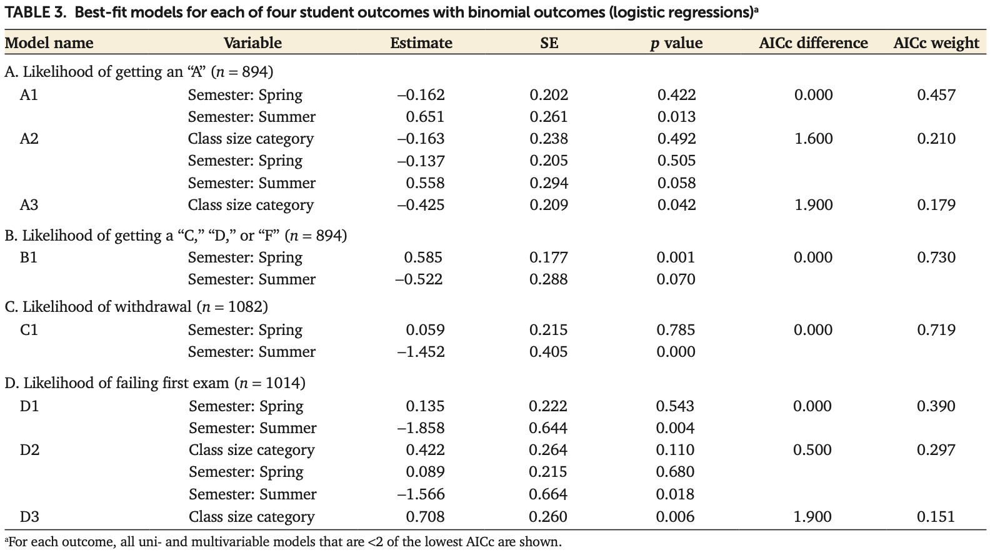 TABLE 3. Best-fit models for each of four student outcomes with binomial outcomes (logistic regressions)ᵃ
Model name Variable Estimate SE p value AICc difference AICc weight
A. Likelihood of getting an “A” (n = 894)
A1 Semester: Spring –0.162 0.202 0.422 0.000 0.457
Semester: Summer 0.651 0.261 0.013
A2 Class size category –0.163 0.238 0.492 1.600 0.210
Semester: Spring –0.137 0.205 0.505
Semester: Summer 0.558 0.294 0.058
A3 Class size category –0.425 0.209 0.042 1.900 0.179
B. Likelihood of getting a “C,” “D,” or “F” (n = 894)
B1 Semester: Spring 0.585 0.177 0.001 0.000 0.730
Semester: Summer –0.522 0.288 0.070
C. Likelihood of withdrawal (n = 1082)
C1 Semester: Spring 0.059 0.215 0.785 0.000 0.719
Semester: Summer –1.452 0.405 0.000
D. Likelihood of failing first exam (n = 1014)
D1 Semester: Spring 0.135 0.222 0.543 0.000 0.390
Semester: Summer –1.858 0.644 0.004
D2 Class size category 0.422 0.264 0.110 0.500 0.297
Semester: Spring 0.089 0.215 0.680
Semester: Summer –1.566 0.664 0.018
D3 Class size category 0.708 0.260 0.006 1.900 0.151
ᵃFor each outcome, all uni- and multivariable models that are <2 of the lowest AICc are shown.